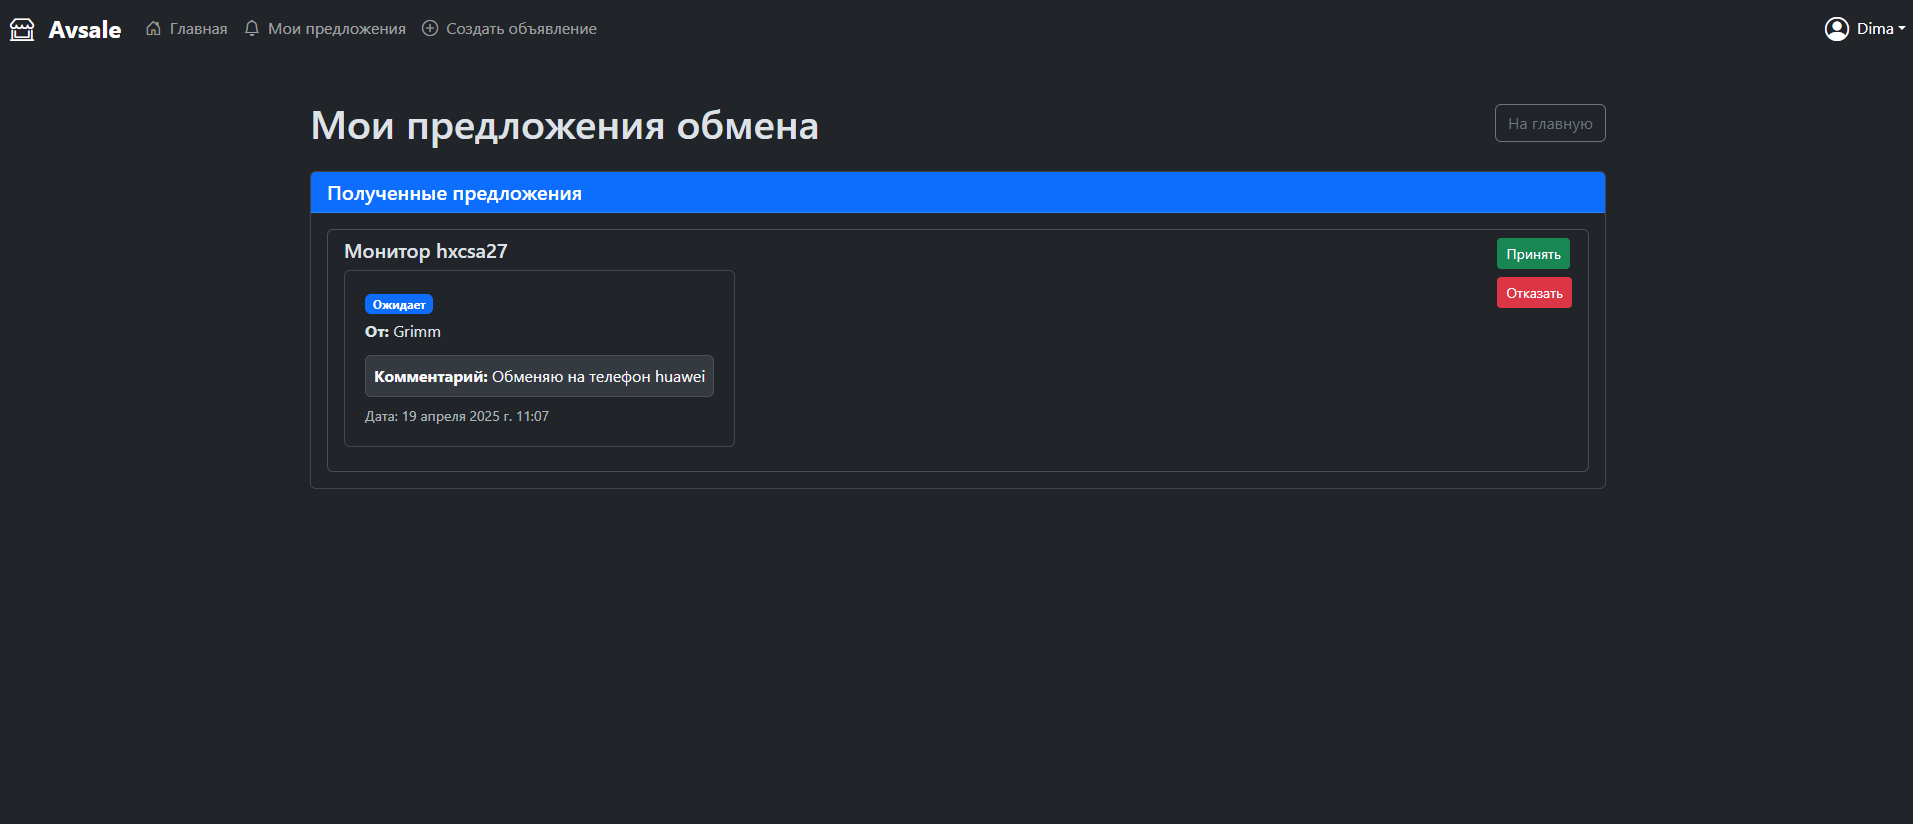 Avsale Главная Мои предложения Создать объявление Dima
Мои предложения обмена На главную
Полученные предложения
Монитор hxcsa27 Принять
Отказать
Ожидает
От: Grimm
Комментарий: Обменяю на телефон huawei
Дата: 19 апреля 2025 г. 11:07